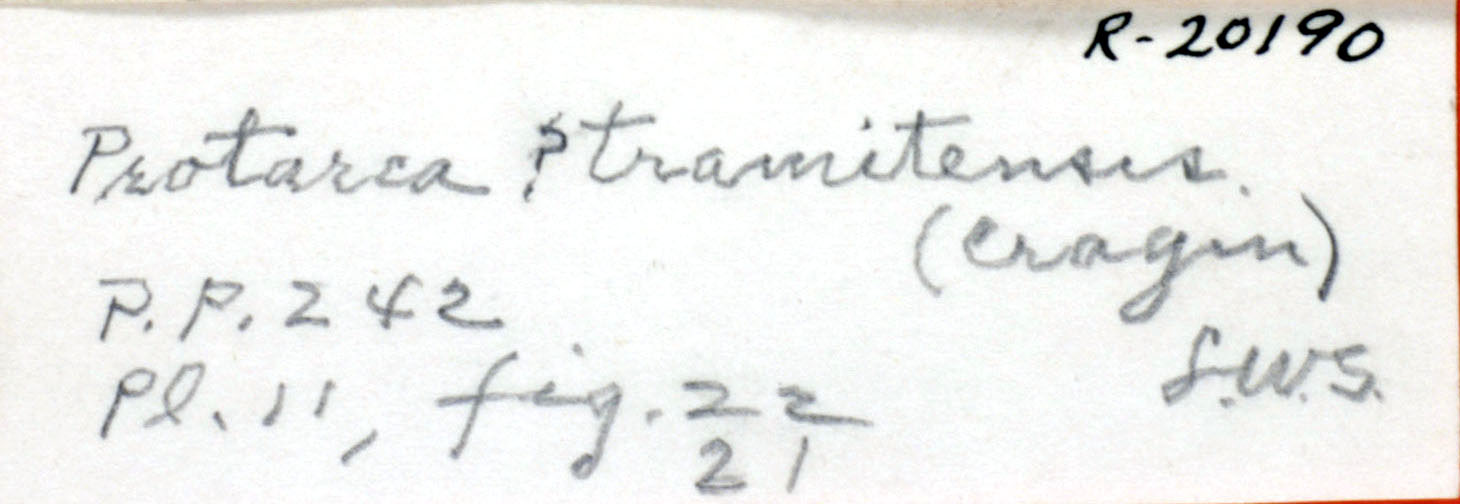 R-20190
Protarca ? tramitensis.
(Cragin)
P.P. 242
Pl. 11, fig. 22
21
L.W.S.